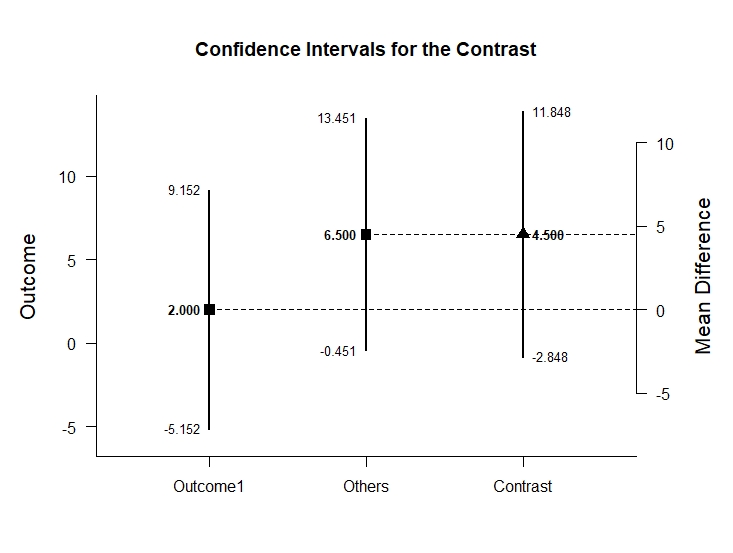 Confidence Intervals for the Contrast
Outcome
10
5
0
-5
9.152
2.000
-5.152
13.451
6.500
-0.451
11.848
4.500
-2.848
10
5
0
-5
Mean Difference
Outcome1
Others
Contrast